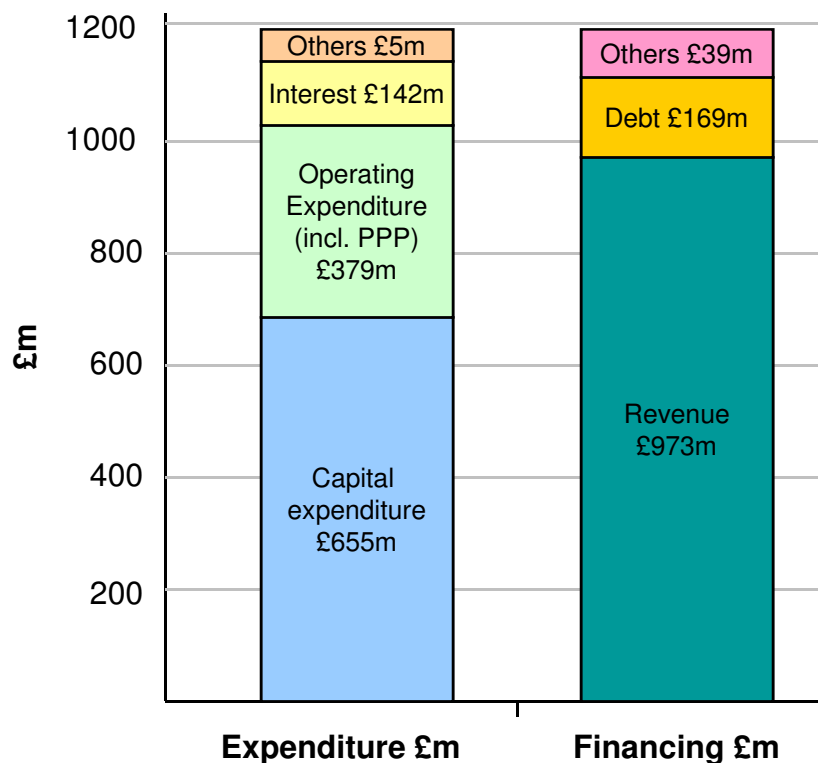 1200
1000
800
600
400
200
£m
Others £5m
Interest £142m
Operating
Expenditure
(incl. PPP)
£379m
Capital
expenditure
£655m
Others £39m
Debt £169m
Revenue
£973m
Expenditure £m
Financing £m